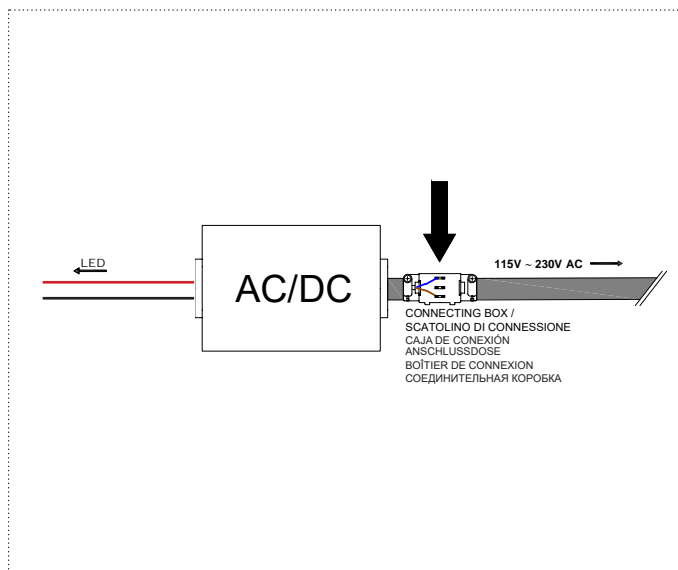 LED
AC/DC
115V ~ 230V AC
CONNECTING BOX /
SCATOLINO DI CONNESSIONE
CAJA DE CONEXIÓN
ANSCHLUSSDOSE
BOÎTIER DE CONNEXION
СОЕДИНИТЕЛЬНАЯ КОРОБКА